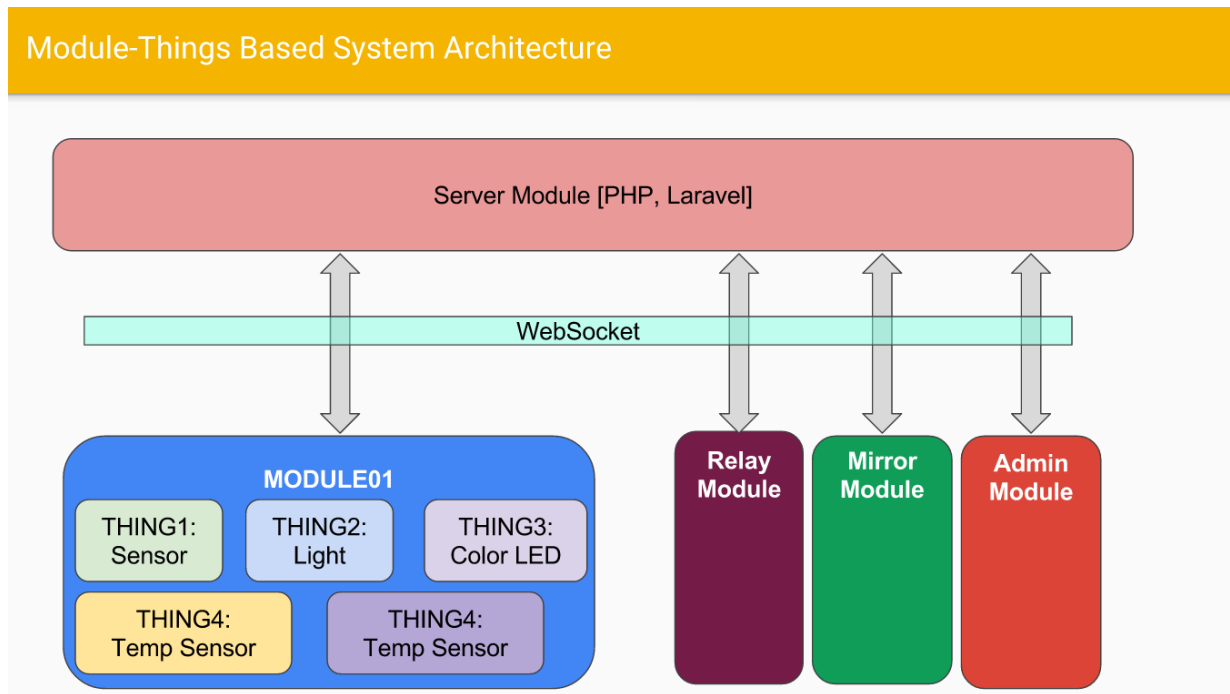 Module-Things Based System Architecture
Server Module [PHP, Laravel]
WebSocket
MODULE01
THING1:
Sensor
THING2:
Light
THING3:
Color LED
THING4:
Temp Sensor
THING4:
Temp Sensor
Relay
Module
Mirror
Module
Admin
Module